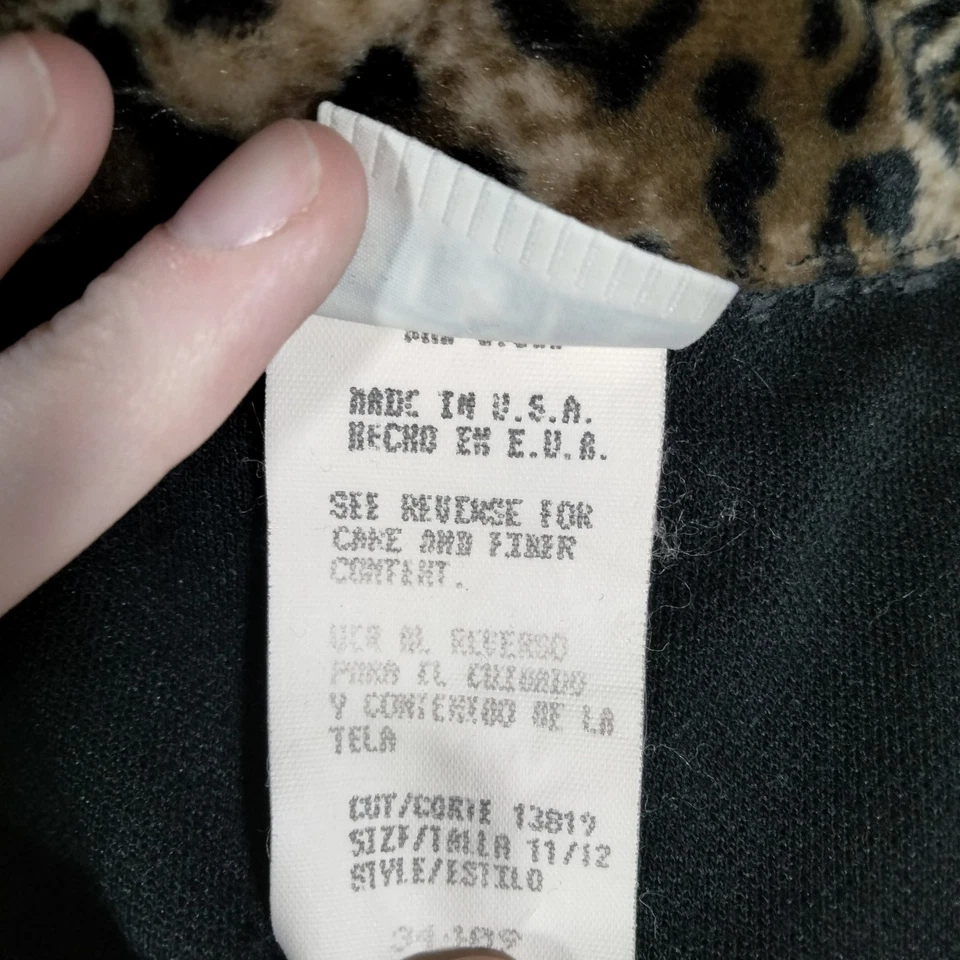 MADE IN U.S.A.
HECHO EN E.U.A.
SEE REVERSE FOR
CARE AND FIBER
CONTENT.
VER AL REVERSO
PARA EL CUIDADO
Y CONTENIDO DE LA
TELA
CUT/CORTE 13819
SIZE/TALLA 11/12
STYLE/ESTILO